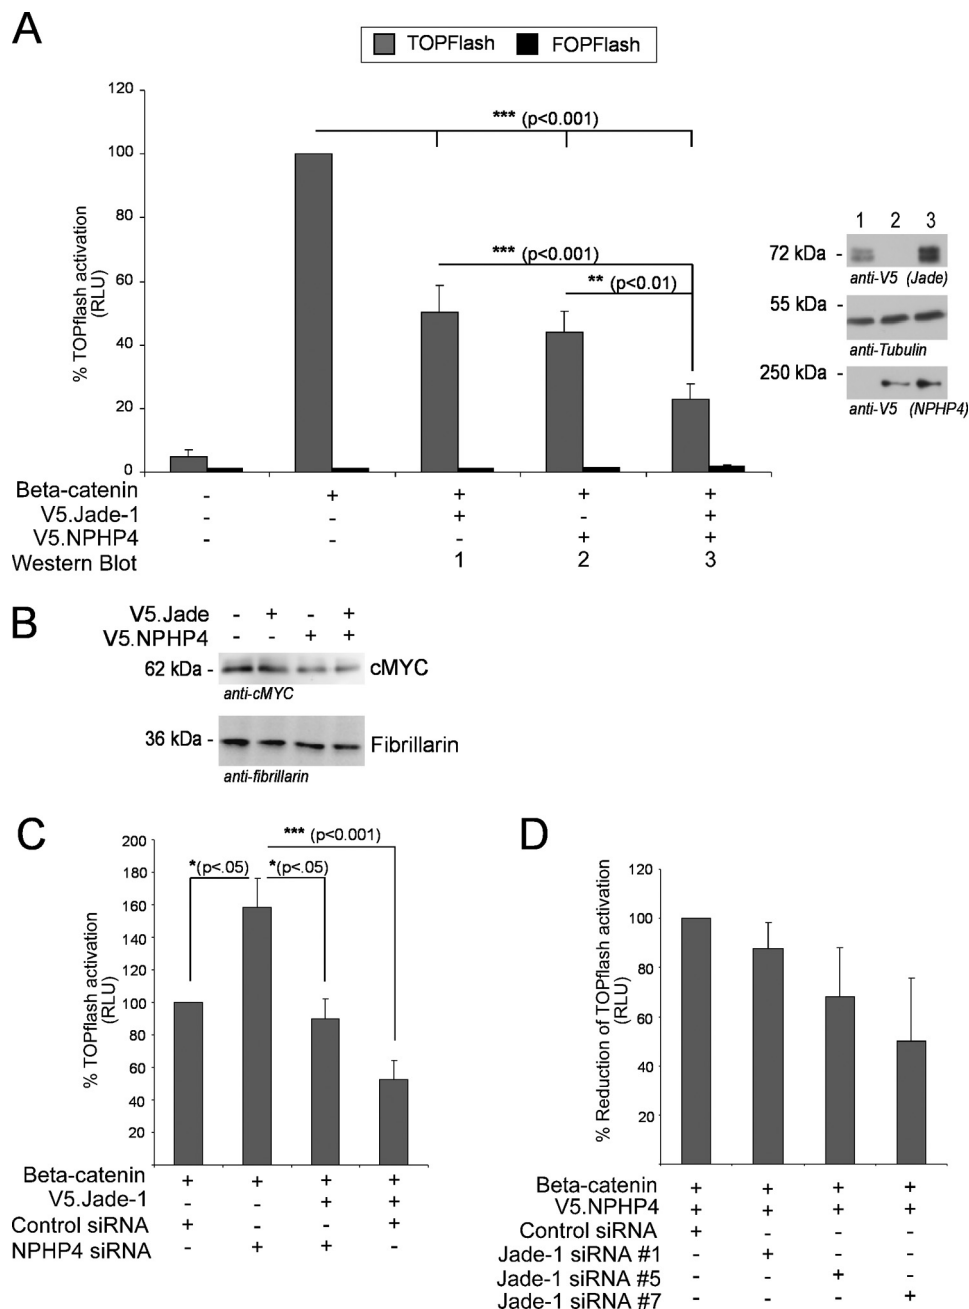 A
TOPFlash FOPFlash
120
100
80
60
40
20
0
% TOPflash activation
(RLU)
*** (p<0.001)
*** (p<0.001)
** (p<0.01)
Beta-catenin - + + + +
V5.Jade-1 - - + - +
V5.NPHP4 - - - + +
Western Blot 1 2 3
1 2 3
72 kDa -
anti-V5 (Jade)
55 kDa -
anti-Tubulin
250 kDa -
anti-V5 (NPHP4)
B
V5.Jade - + - +
V5.NPHP4 - - + +
62 kDa - cMYC
anti-cMYC
36 kDa - Fibrillarin
anti-fibrillarin
C
200
180
160
140
120
100
80
60
40
20
% TOPflash activation
(RLU)
*** (p<0.001)
*(p<.05) *(p<.05)
Beta-catenin + + + +
V5.Jade-1 - - + +
Control siRNA + - - +
NPHP4 siRNA - + + -
D
120
100
80
60
40
20
% Reduction of TOPflash activation
(RLU)
Beta-catenin + + + +
V5.NPHP4 + + + +
Control siRNA + - - -
Jade-1 siRNA #1 - + - -
Jade-1 siRNA #5 - - + -
Jade-1 siRNA #7 - - - +